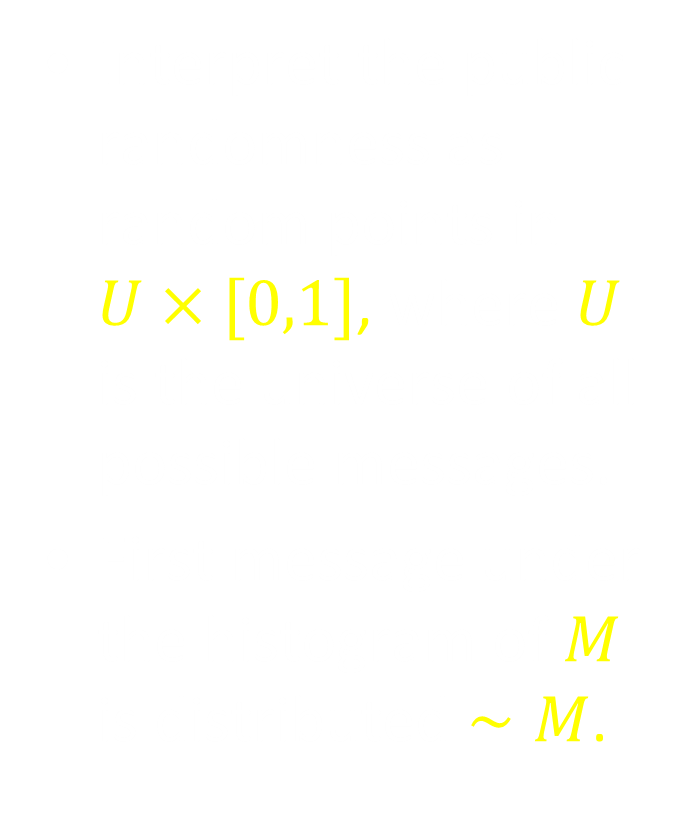 U × [0,1], U
M
~ M.